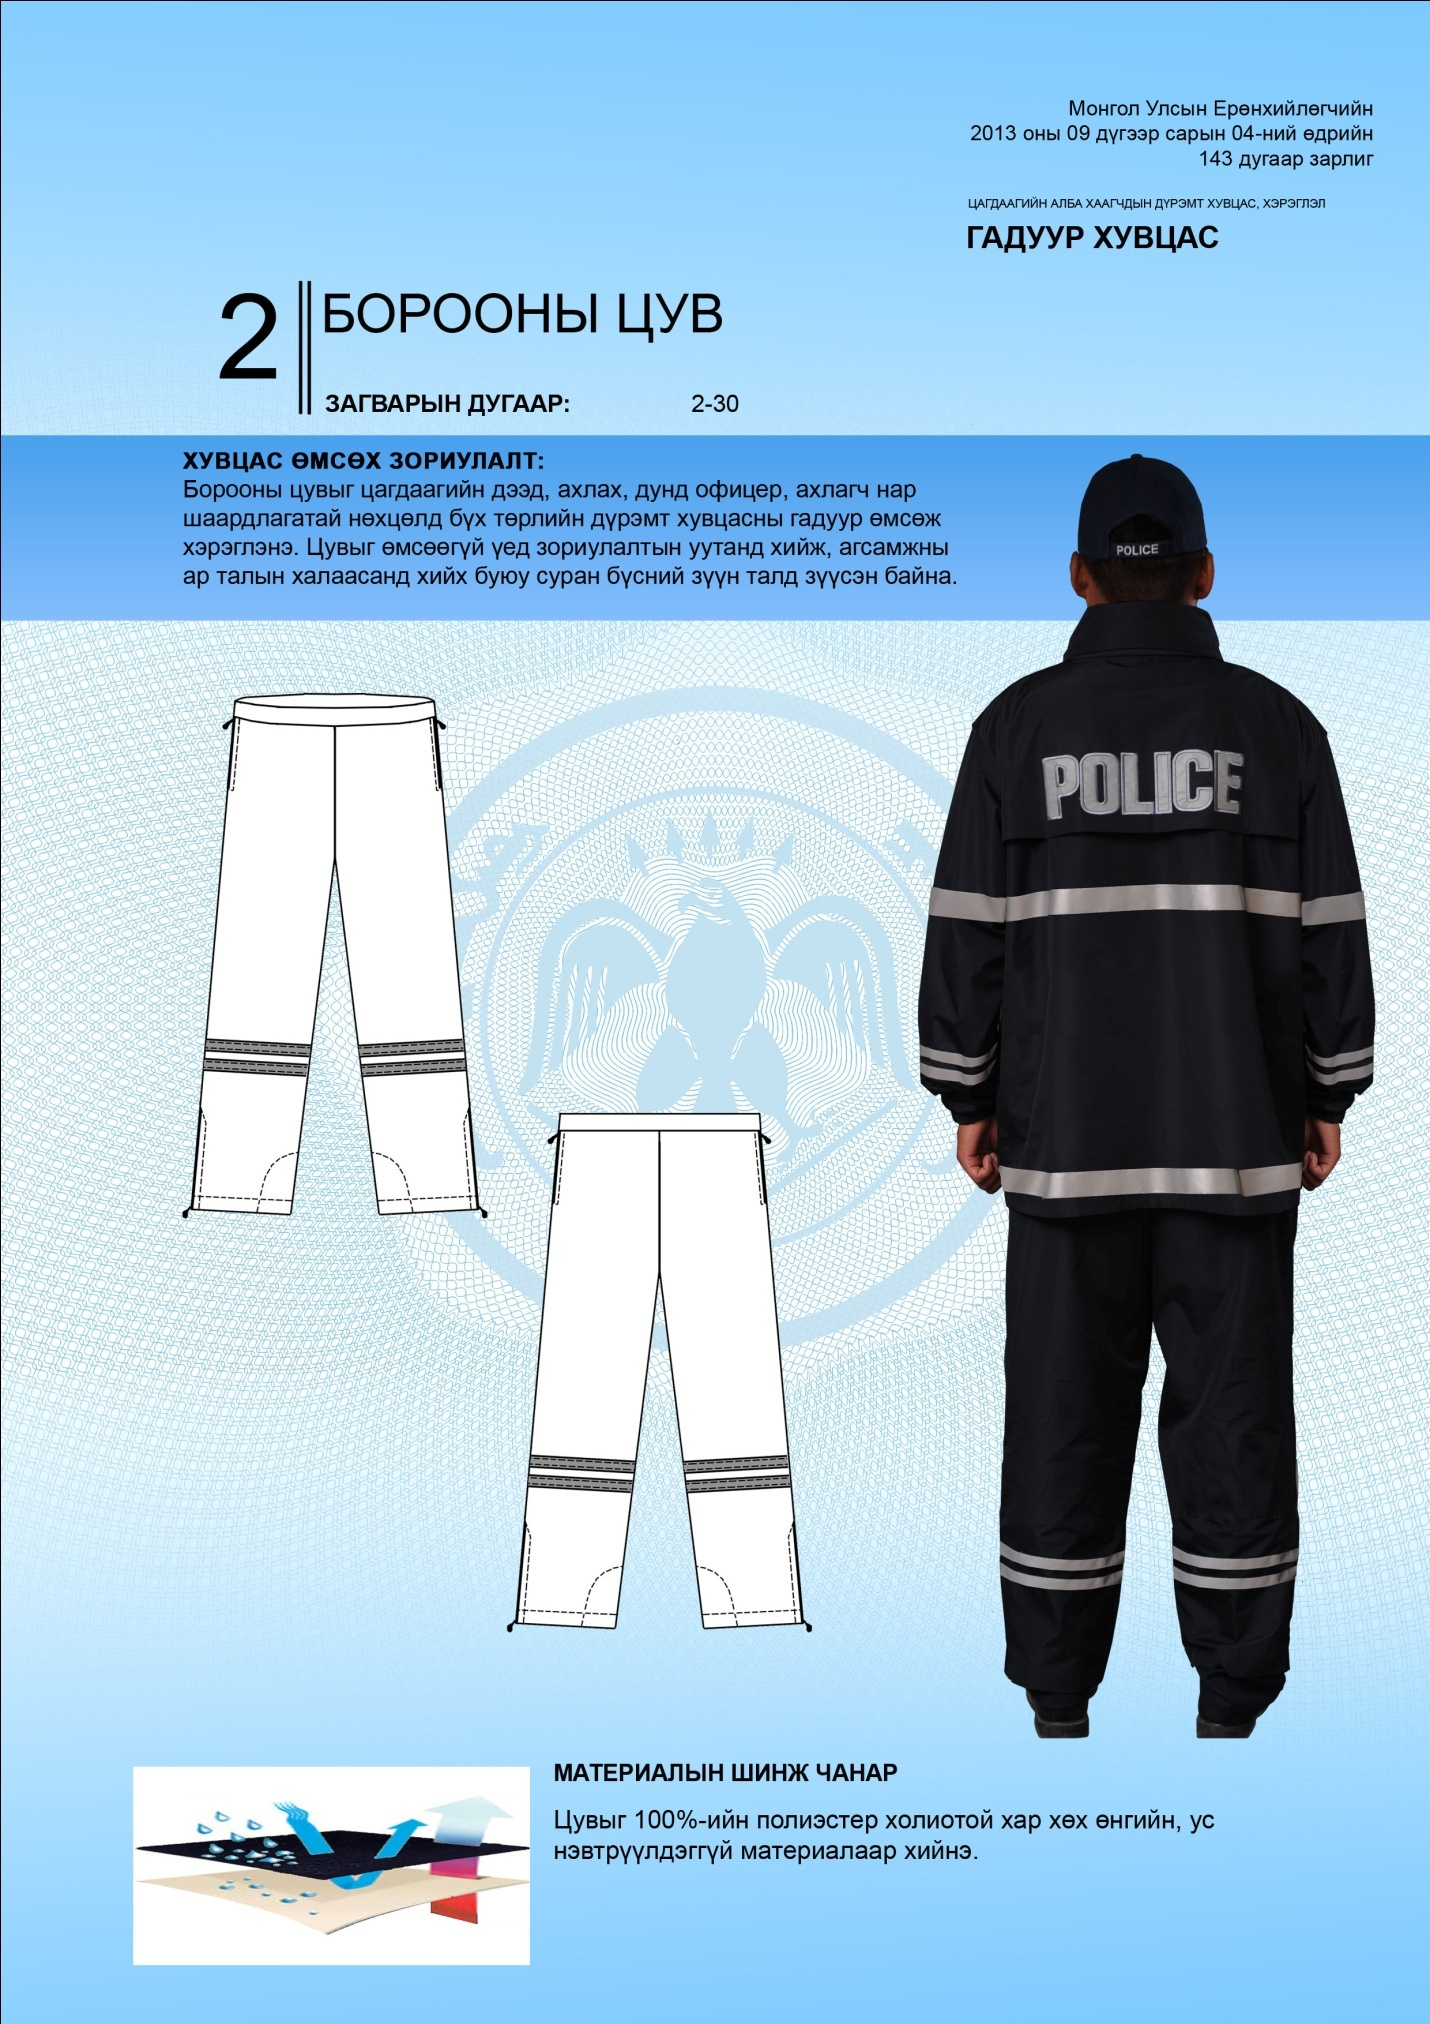 Монгол Улсын Ерөнхийлөгчийн
2013 оны 09 дүгээр сарын 04-ний өдрийн
143 дугаар зарлиг
ЦАГДААГИЙН АЛБА ХААГЧДЫН ДҮРЭМТ ХУВЦАС, ХЭРЭГЛЭЛ
ГАДУУР ХУВЦАС
2
БОРООНЫ ЦУВ
ЗАГВАРЫН ДУГААР: 2-30
ХУВЦАС ӨМСӨХ ЗОРИУЛАЛТ:
Борооны цувыг цагдаагийн дээд, ахлах, дунд офицер, ахлагч нар
шаардлагатай нөхцөлд бүх төрлийн дүрэмт хувцасны гадуур өмсөж
хэрэглэнэ. Цувыг өмсөөгүй үед зориулалтын уутанд хийж, агсамжны
ар талын халаасанд хийх буюу суран бүсний зүүн талд зүүсэн байна.
POLICE
POLICE
МАТЕРИАЛЫН ШИНЖ ЧАНАР
Цувыг 100%-ийн полиэстер холиотой хар хөх өнгийн, ус
нэвтрүүлдэггүй материалаар хийнэ.